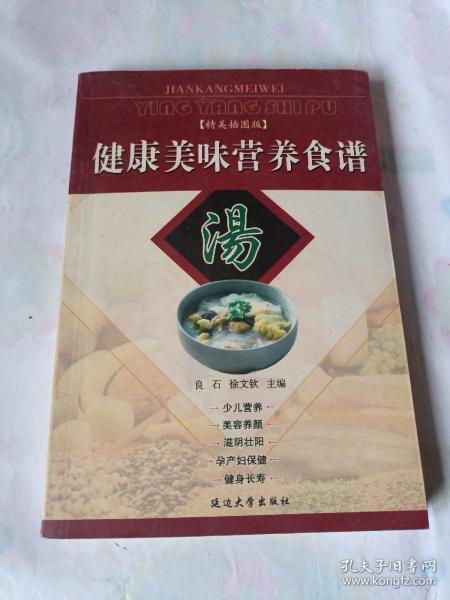 JIANKANGMEIWEI
YING YANG SHI PU
【精美插图版】
健康美味营养食谱
湯
良 石 徐文钦 主编
少儿营养
美容养颜
滋阴壮阳
孕产妇保健
健身长寿
延边大学出版社
孔夫子旧书网
www.kongfz.com